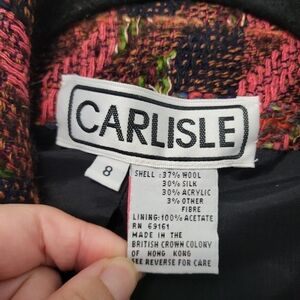 CARLISLE
8
SHELL: 37% WOOL
30% SILK
30% ACRYLIC
3% OTHER
FIBRE
LINING: 100% ACETATE
RN 69161
MADE IN THE
BRITISH CROWN COLONY
OF HONG KONG
SEE REVERSE FOR CARE